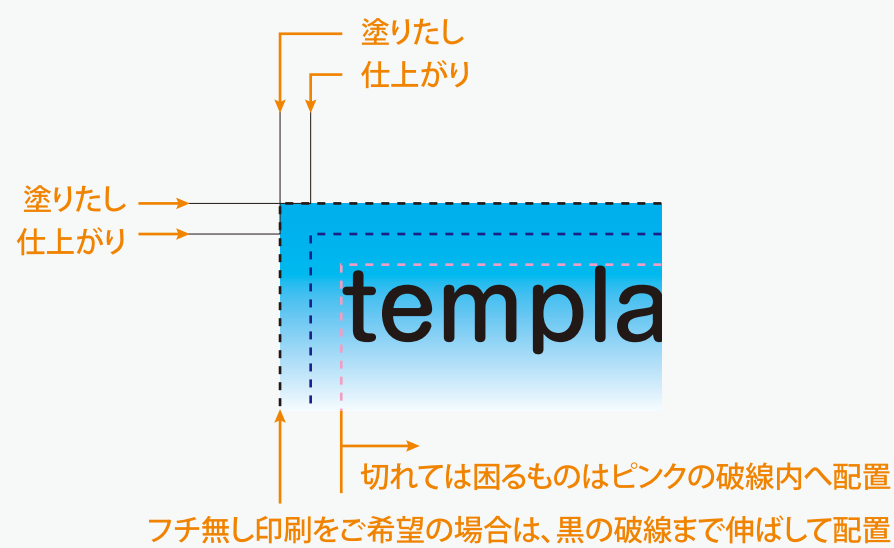 塗りたし
仕上がり
塗りたし
仕上がり
templa
切れては困るものはピンクの破線内へ配置
フチ無し印刷をご希望の場合は、黒の破線まで伸ばして配置